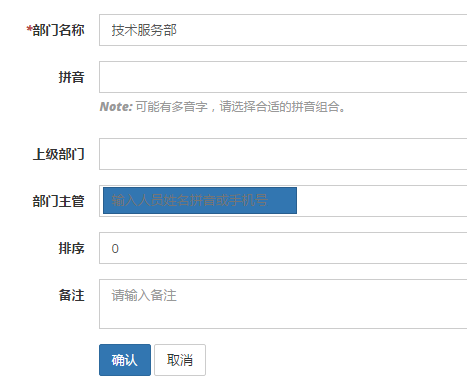 *部门名称 技术服务部
拼音
Note: 可能有多音字，请选择合适的拼音组合。
上级部门
部门主管 输入人员姓名拼音或手机号
排序 0
备注 请输入备注
确认 取消